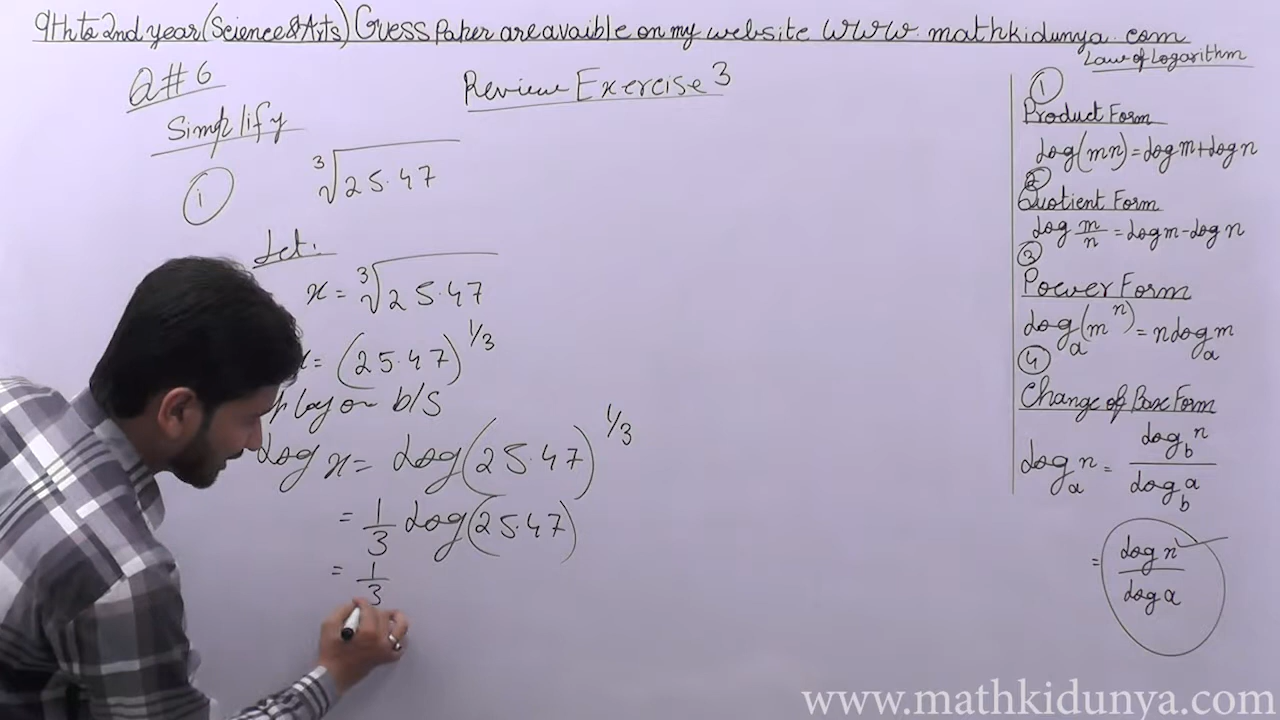 9th to 2nd year (Science & Arts) Guess Paper are avaible on my website www.mathkidunya.com
Q#6
Review Exercise 3
Simplify
(i) ∛25.47
Let:
x = ∛25.47
= (25.47)^1/3
log on b/S
Log x = Log(25.47)^1/3
= 1/3 Log(25.47)
= 1/3
Law of Logarithm
①
Product Form
Log(mn) = Log m + Log n
②
Quotient Form
Log m/n = Log m - Log n
③
Power Form
Log_a(m^n) = n Log_a m
④
Change of Base Form
Log_a n = Log_b n / Log_b a
= Log n / Log a
www.mathkidunya.com